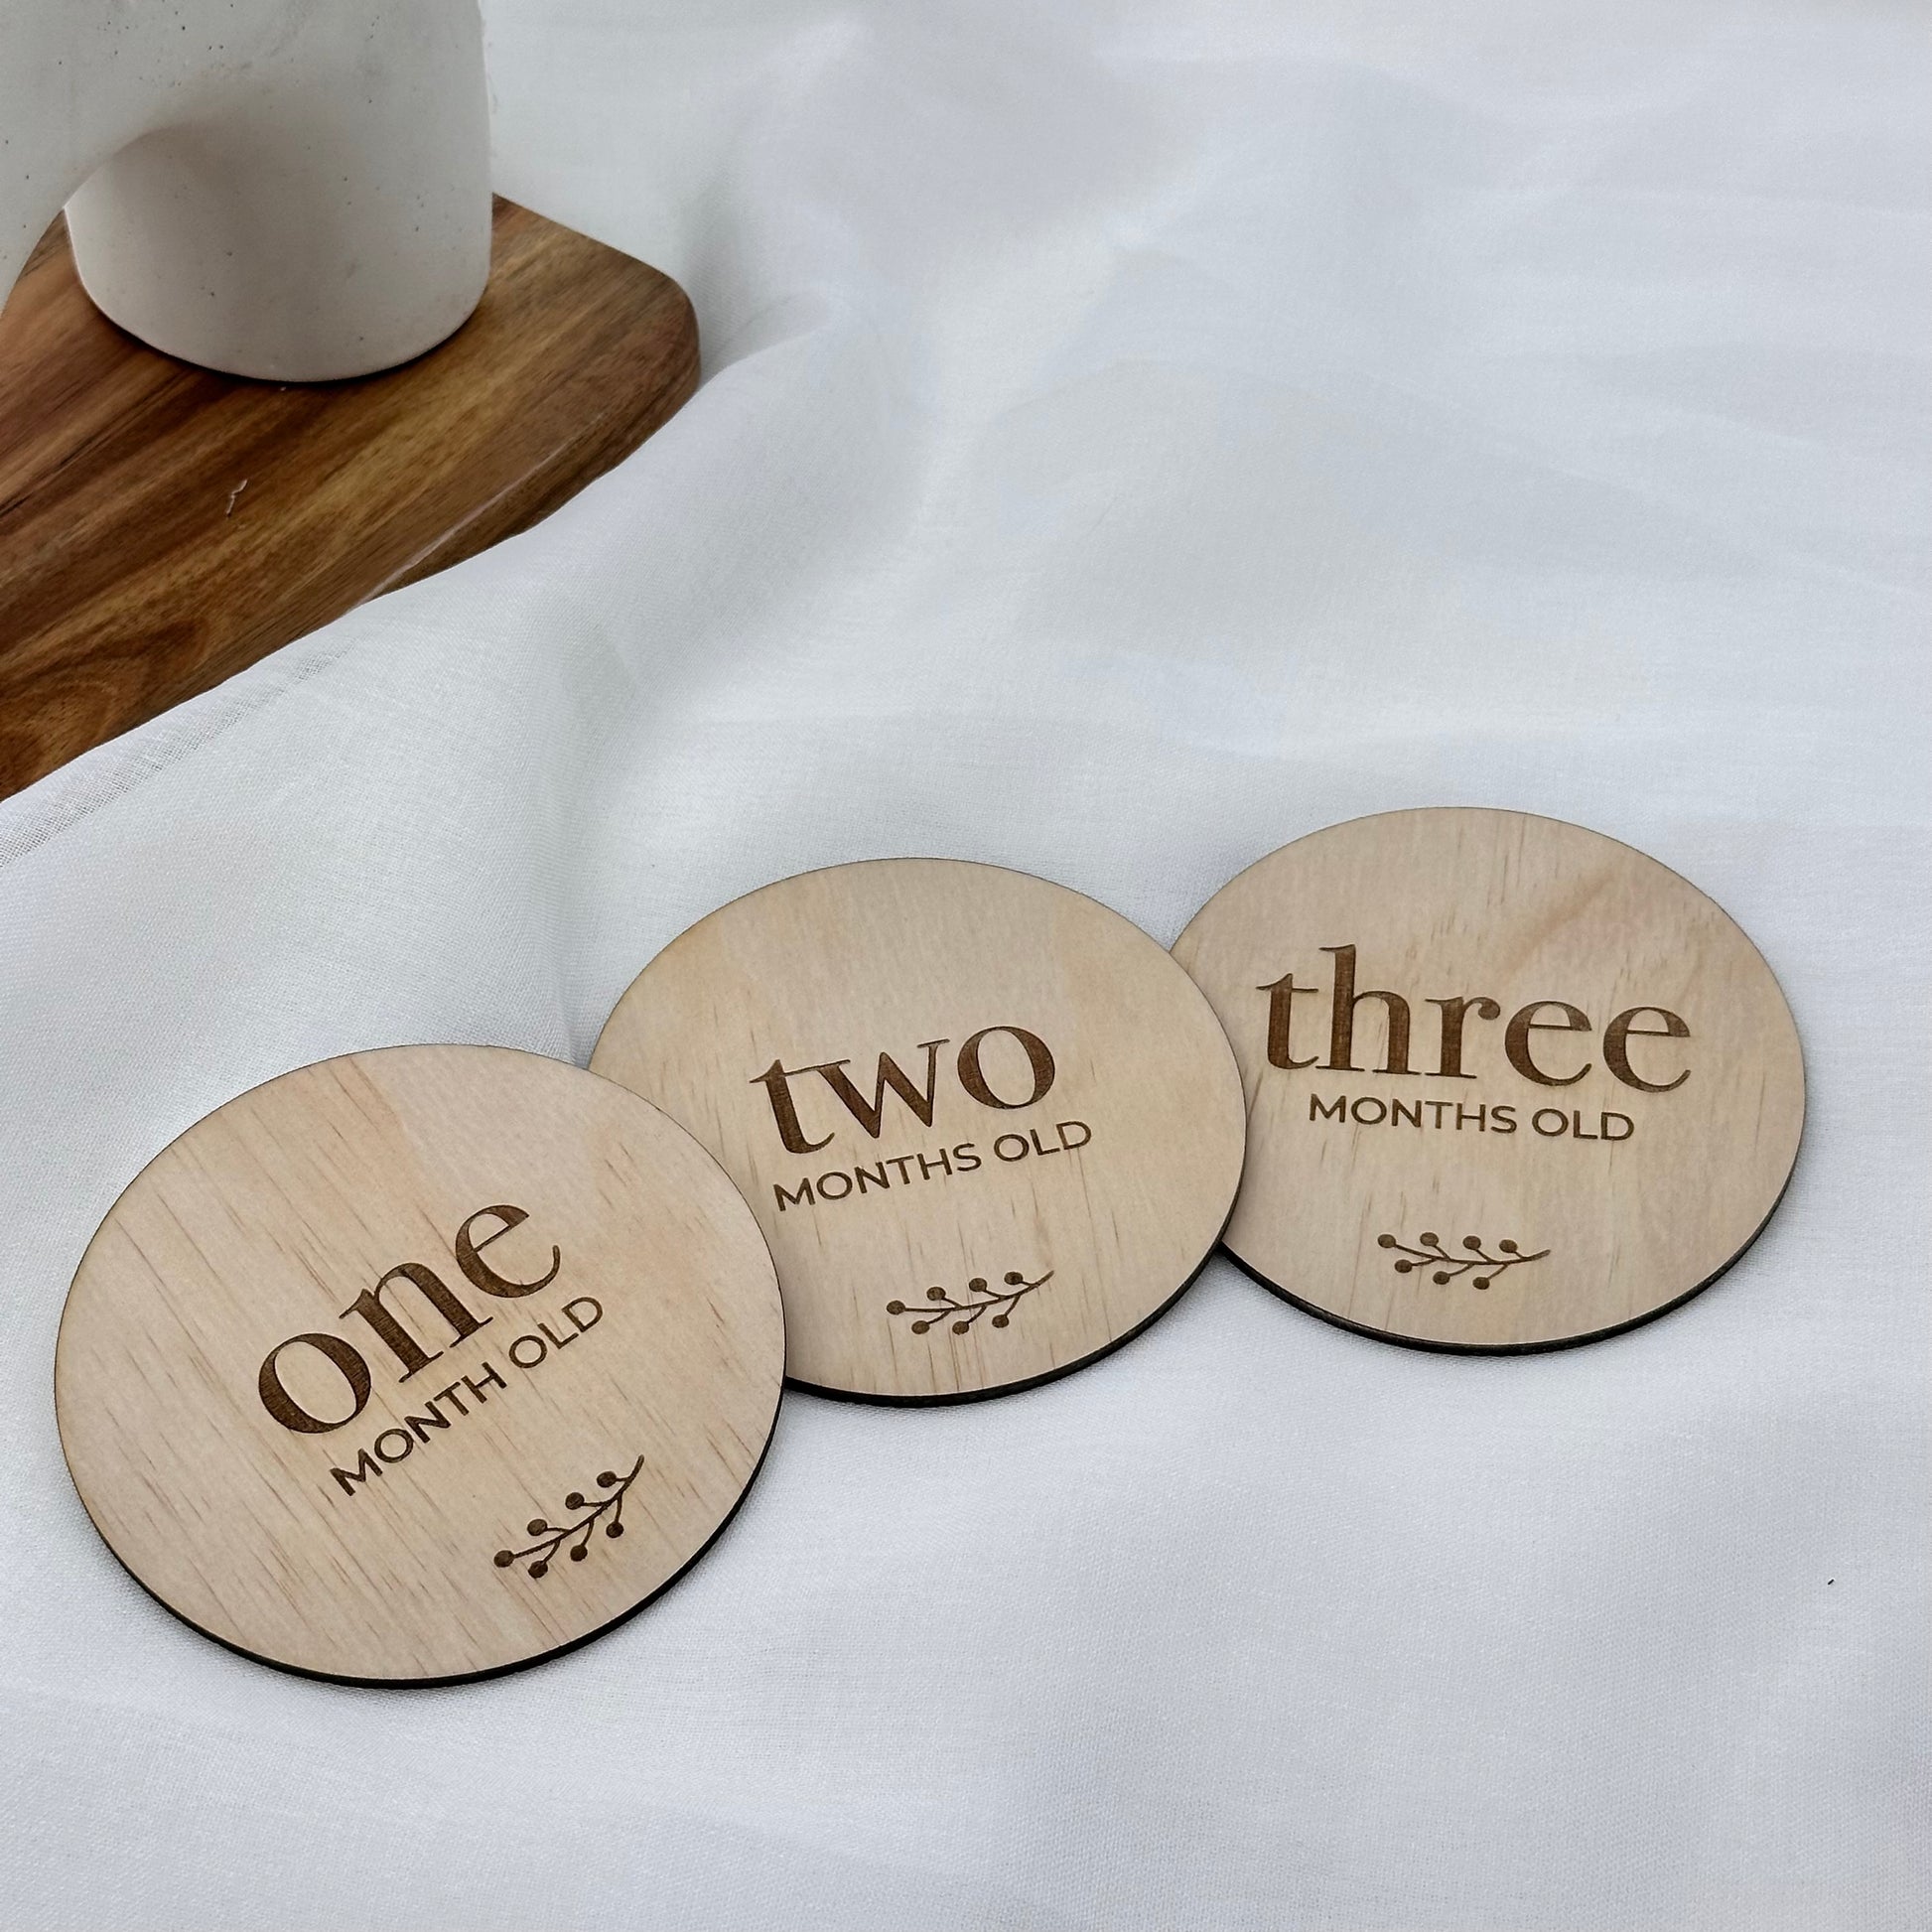 one
MONTH OLD
two
MONTHS OLD
three
MONTHS OLD